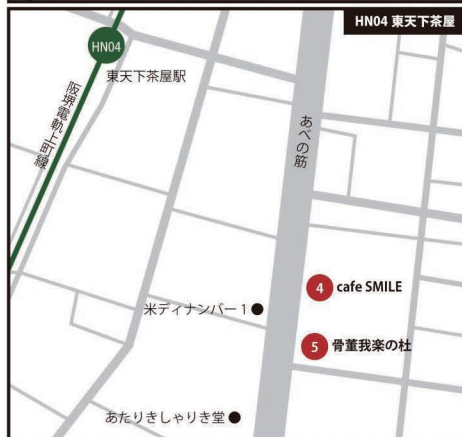 HN04 東天下茶屋
HN04
東天下茶屋駅
阪堺電軌上町線
あべの筋
4 cafe SMILE
米ディナンバー1
5 骨董我楽の杜
あたりきしゃりき堂